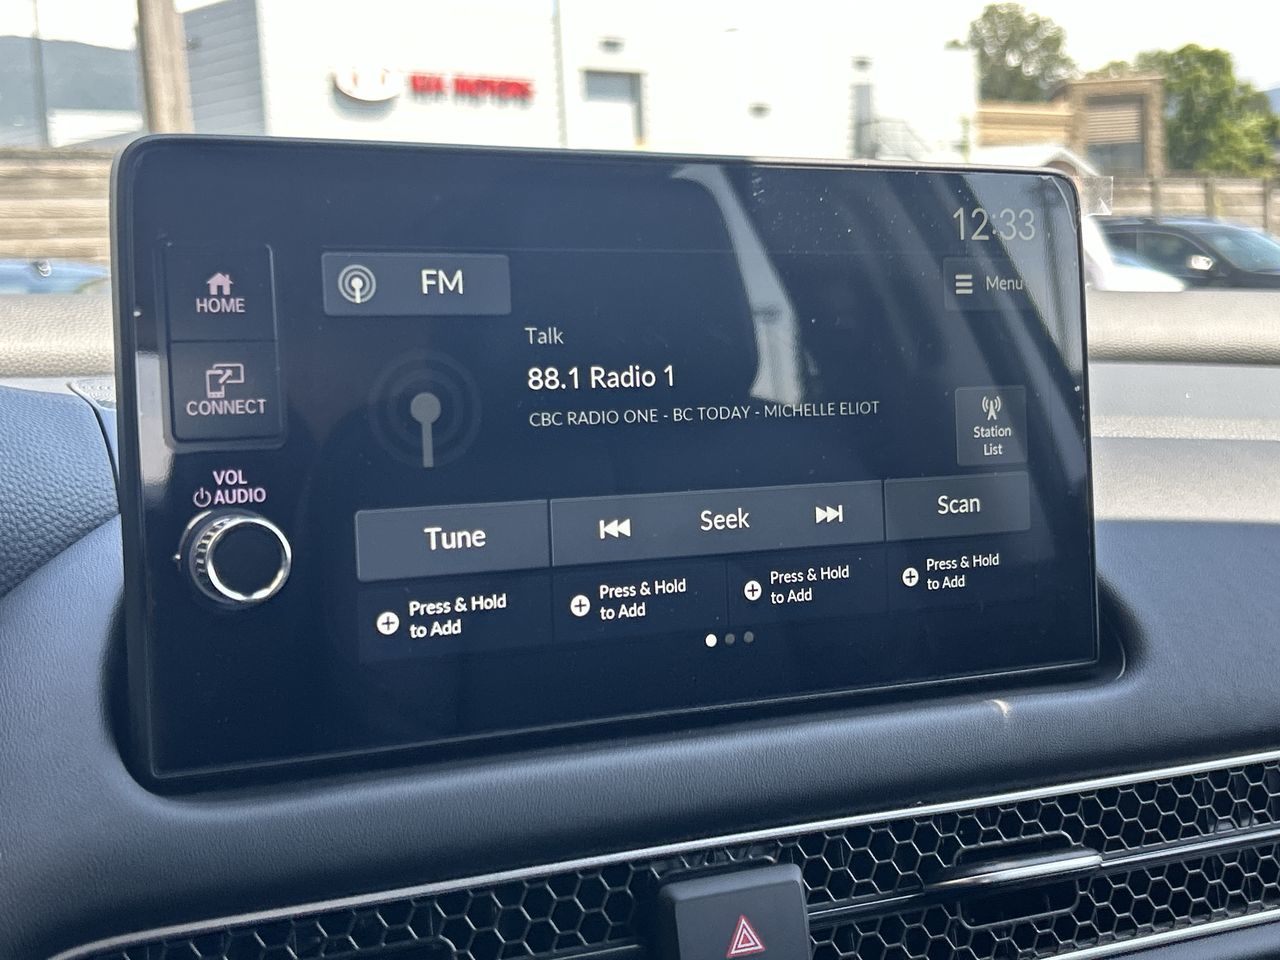 KIA MOTORS
12:33
HOME
FM
Menu
Talk
88.1 Radio 1
CBC RADIO ONE - BC TODAY - MICHELLE ELIOT
CONNECT
Station
List
VOL
AUDIO
Tune
Seek
Scan
Press & Hold
to Add
Press & Hold
to Add
Press & Hold
to Add
Press & Hold
to Add